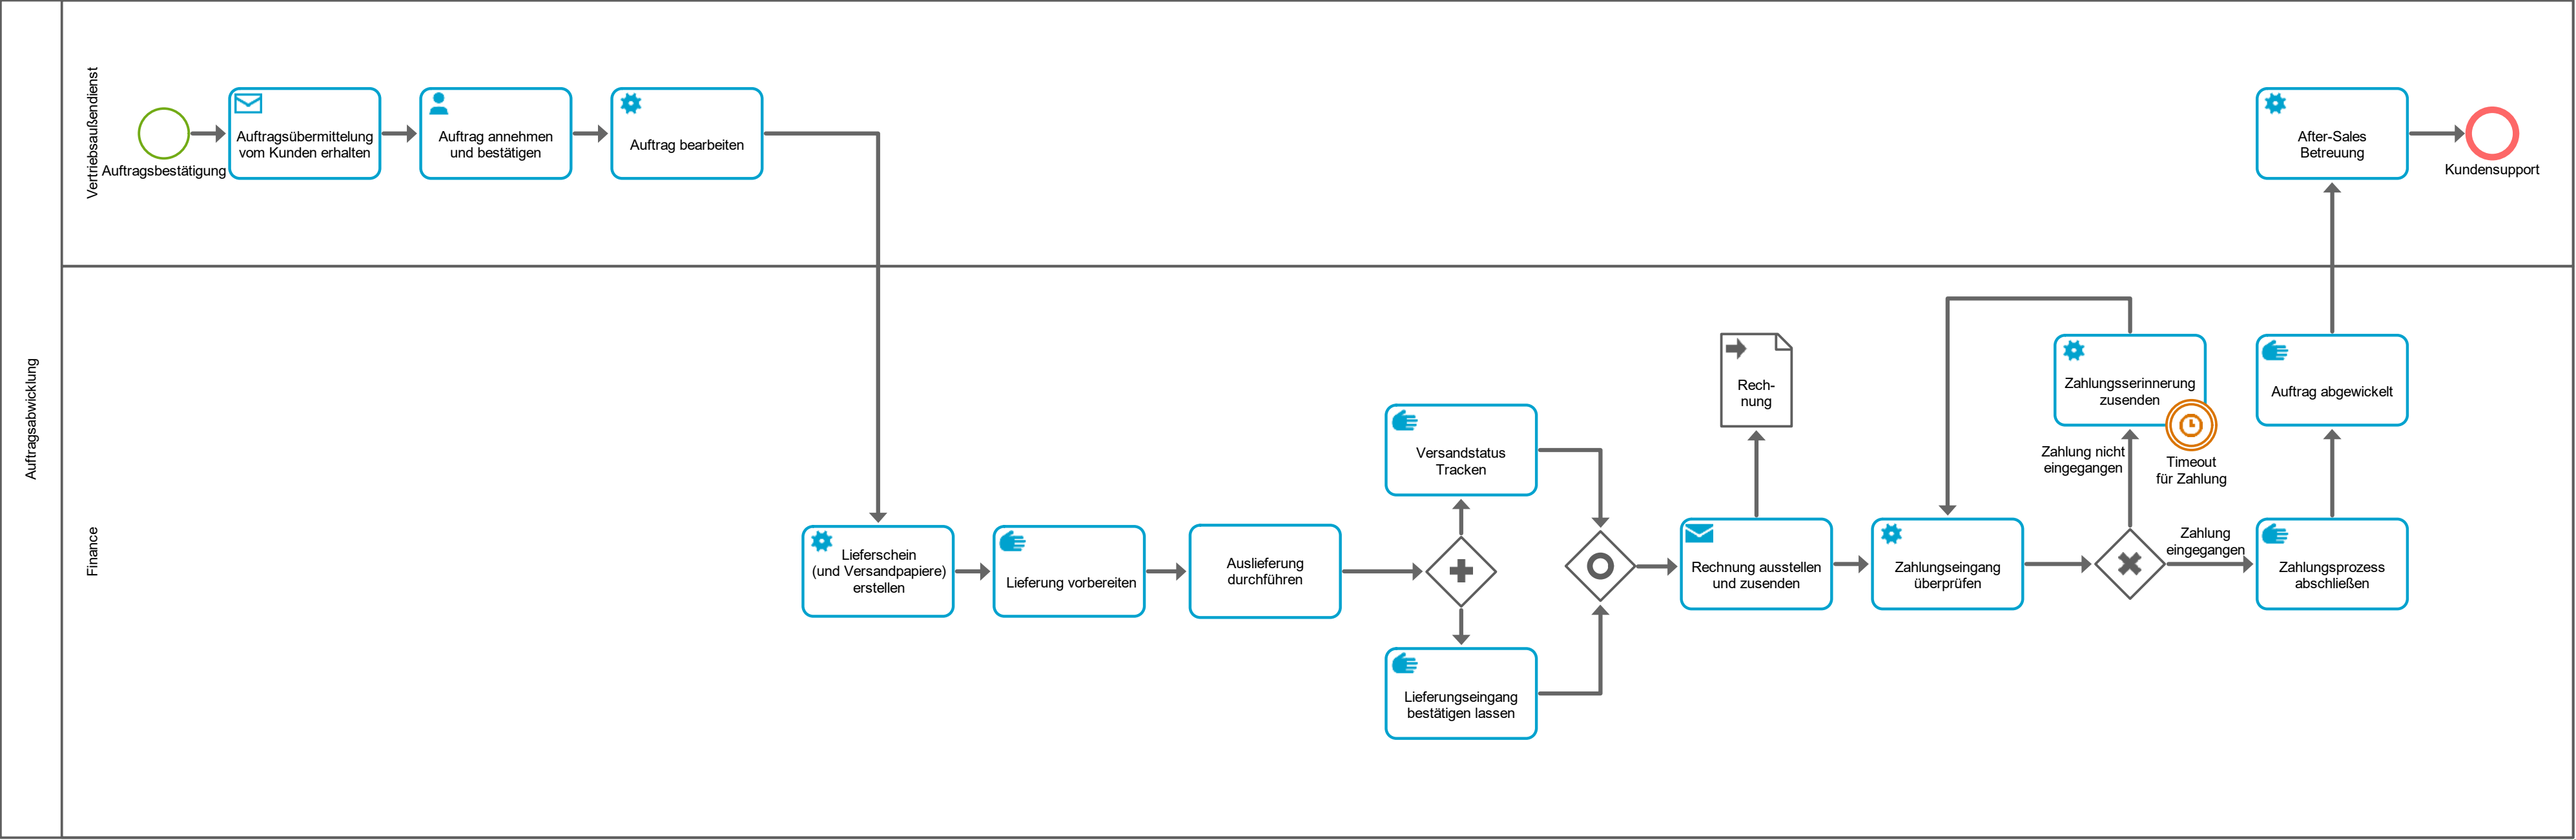 Auftragsabwicklung
Vertriebsaußendienst
Auftragsbestätigung
Auftragsübermittelung
vom Kunden erhalten
Auftrag annehmen
und bestätigen
Auftrag bearbeiten
After-Sales
Betreuung
Kundensupport
Finance
Lieferschein
(und Versandpapiere)
erstellen
Lieferung vorbereiten
Auslieferung
durchführen
Versandstatus
Tracken
Lieferungseingang
bestätigen lassen
Rech-
nung
Rechnung ausstellen
und zusenden
Zahlungseingang
überprüfen
Zahlungsserinnerung
zusenden
Timeout
für Zahlung
Zahlung nicht
eingegangen
Zahlung
eingegangen
Zahlungsprozess
abschließen
Auftrag abgewickelt